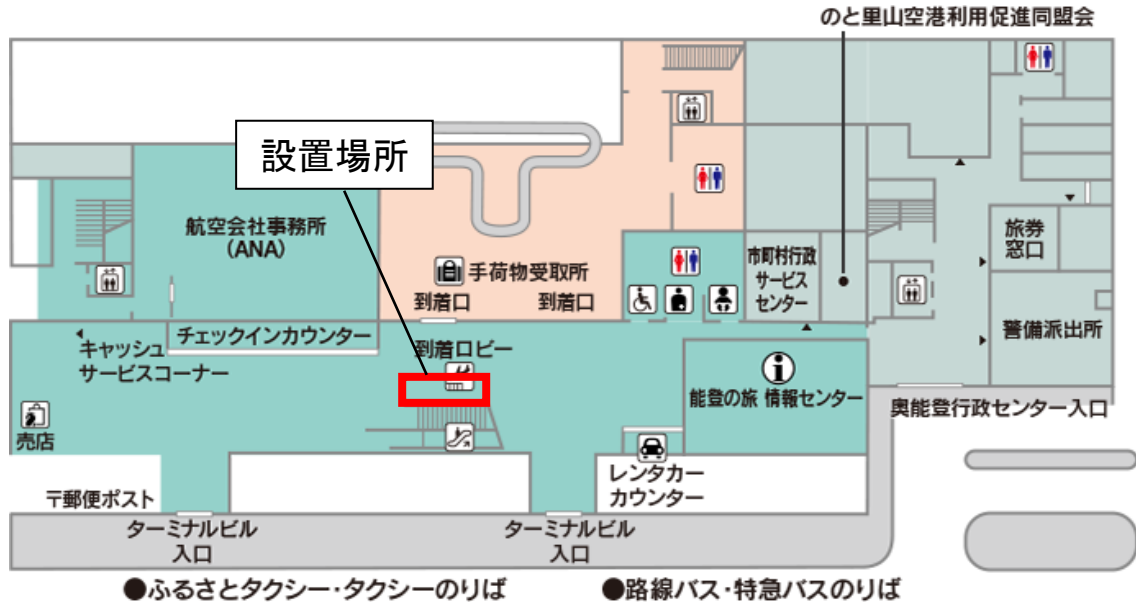 のと里山空港利用促進同盟会
設置場所
航空会社事務所
(ANA)
手荷物受取所
到着口
到着口
市町村行政
サービス
センター
旅券
窓口
警備派出所
チェックインカウンター
キャッシュ
サービスコーナー
到着ロビー
能登の旅 情報センター
奥能登行政センター入口
売店
レンタカー
カウンター
〒郵便ポスト
ターミナルビル
入口
ターミナルビル
入口
●ふるさとタクシー・タクシーのりば
●路線バス・特急バスのりば